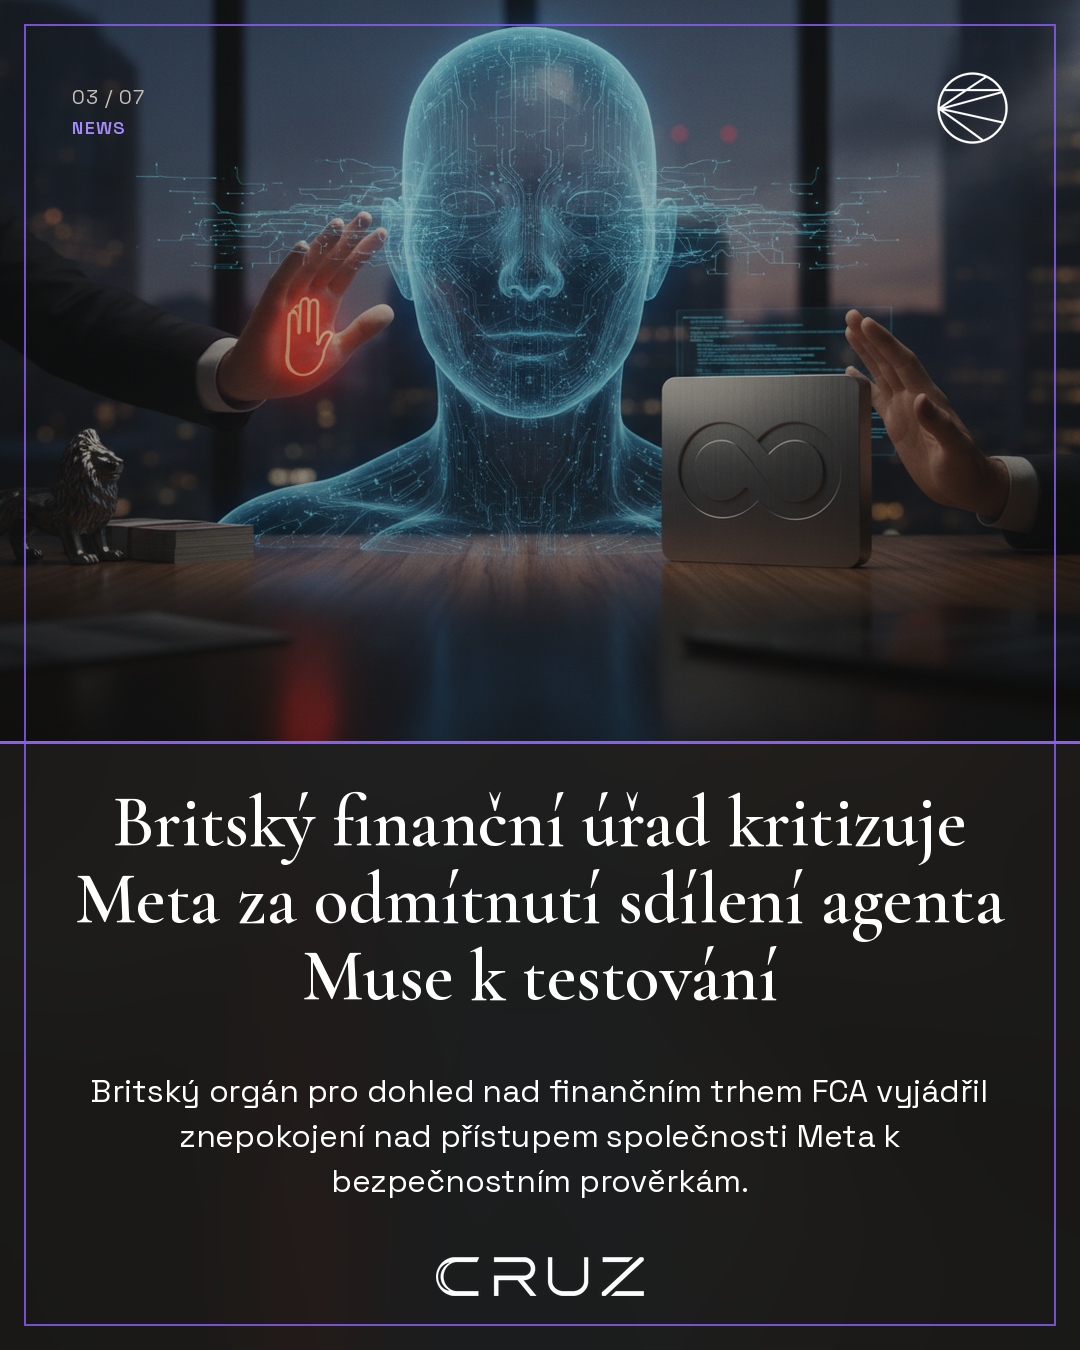 03 / 07
NEWS
Britský finanční úřad kritizuje
Meta za odmítnutí sdílení agenta
Muse k testování
Britský orgán pro dohled nad finančním trhem FCA vyjádřil
znepokojení nad přístupem společnosti Meta k
bezpečnostním prověrkám.
CRUZ